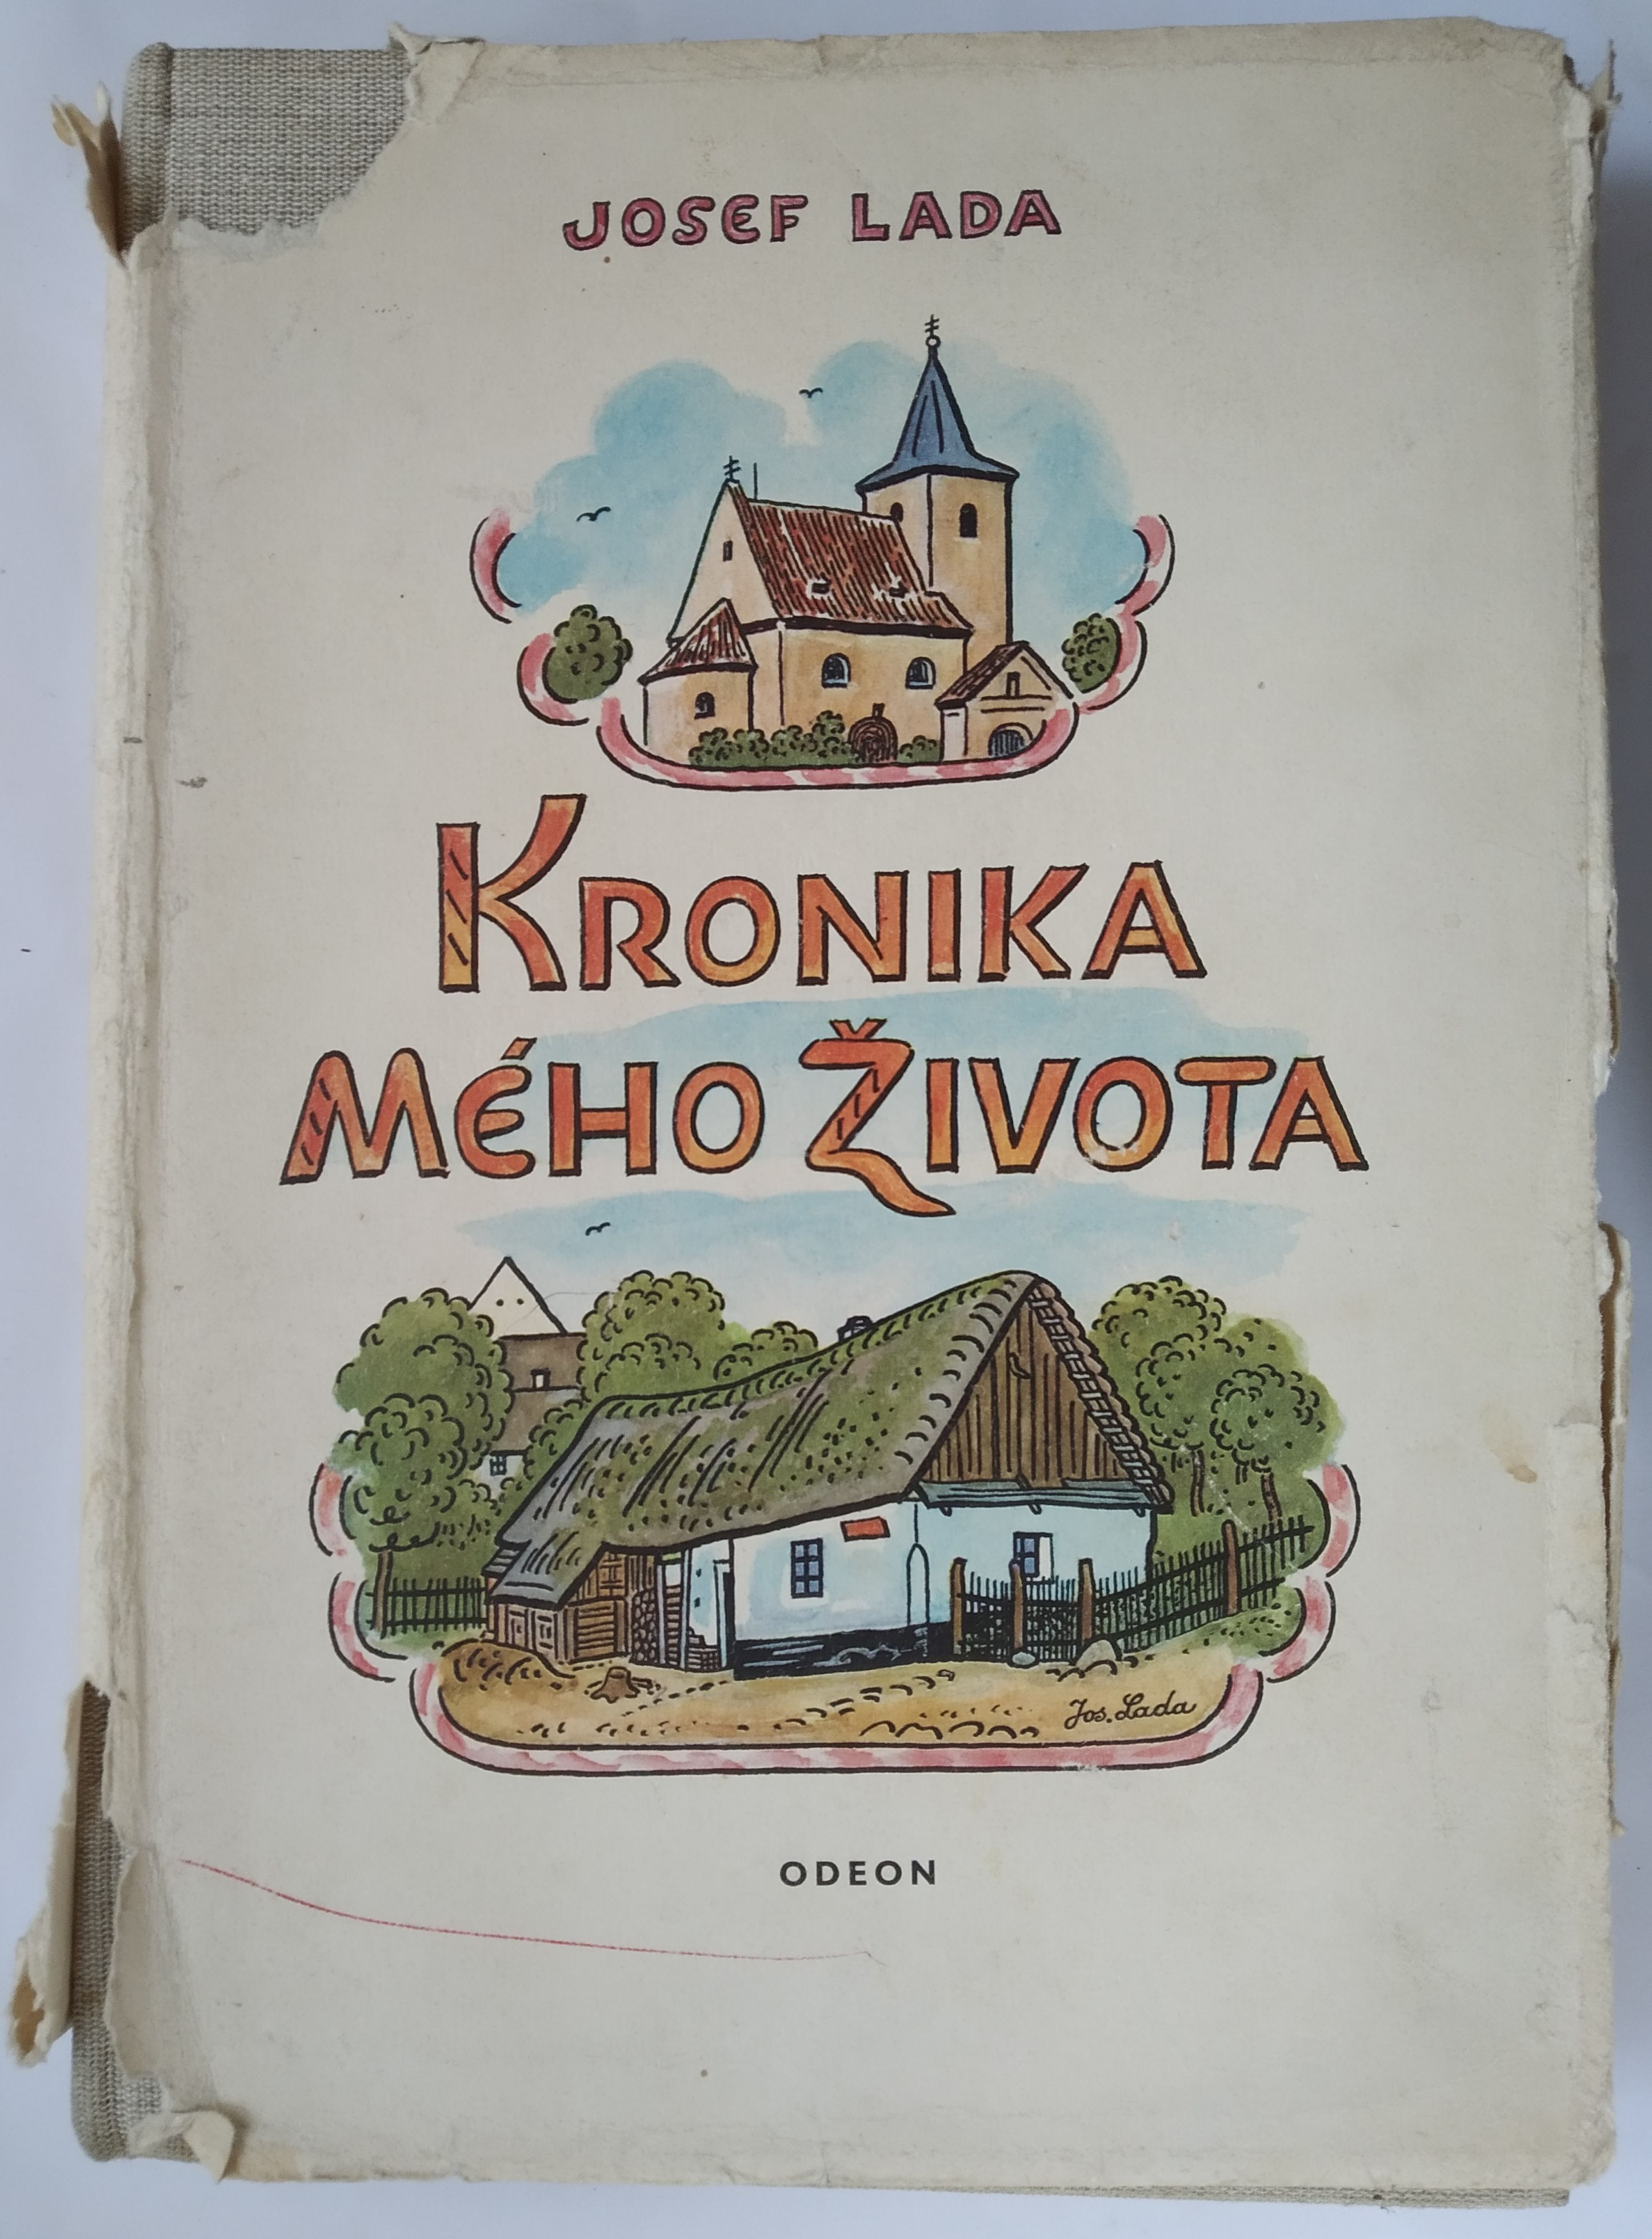 JOSEF LADA
KRONIKA
MÉHO ŽIVOTA
Jos. Lada
ODEON